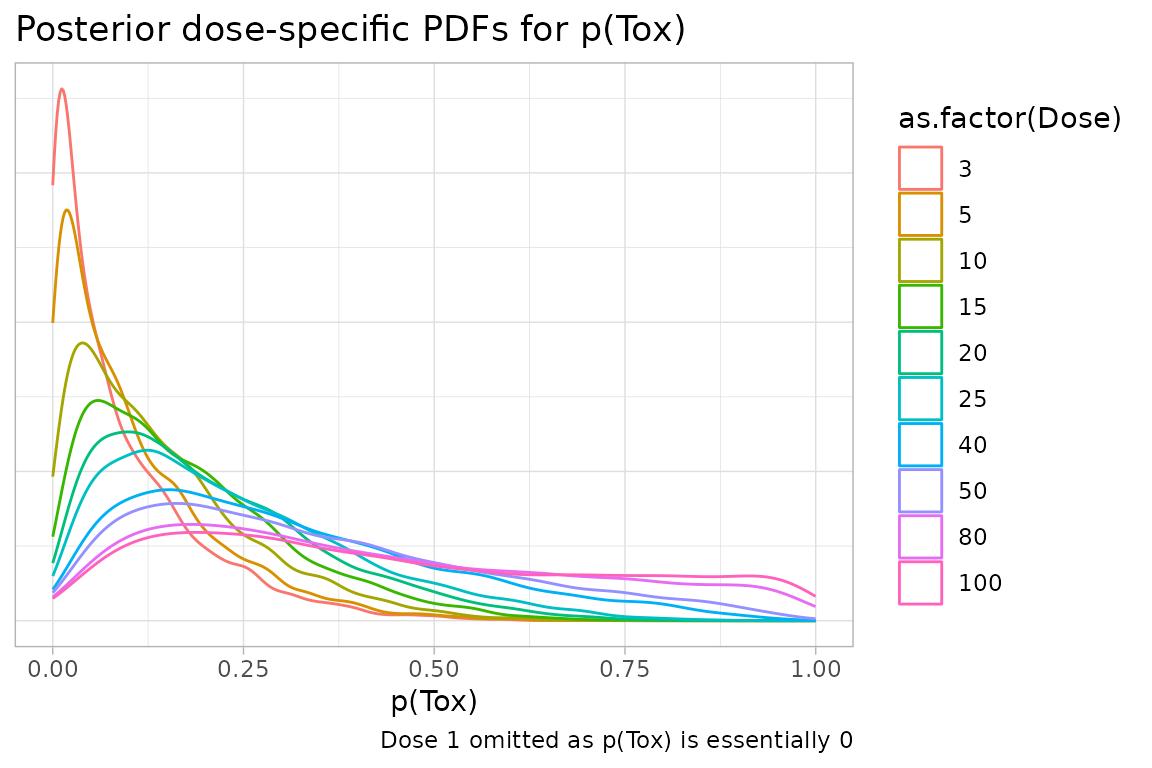 Posterior dose-specific PDFs for p(Tox)
as.factor(Dose)
3
5
10
15
20
25
40
50
80
100
0.00 0.25 0.50 0.75 1.00
p(Tox)
Dose 1 omitted as p(Tox) is essentially 0